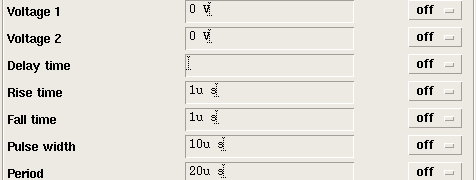 Voltage 1 0 V off
Voltage 2 0 V off
Delay time off
Rise time 1u s off
Fall time 1u s off
Pulse width 10u s off
Period 20u s off